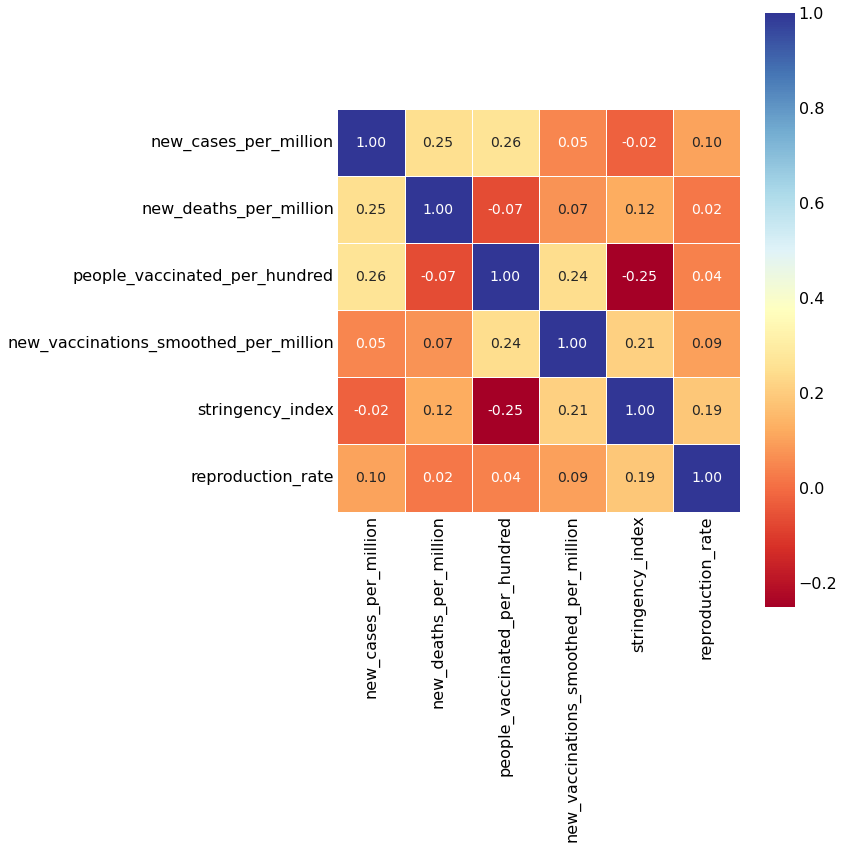 1.0
0.8
0.6
0.4
0.2
0.0
−0.2
new_cases_per_million 1.00 0.25 0.26 0.05 -0.02 0.10
new_deaths_per_million 0.25 1.00 -0.07 0.07 0.12 0.02
people_vaccinated_per_hundred 0.26 -0.07 1.00 0.24 -0.25 0.04
new_vaccinations_smoothed_per_million 0.05 0.07 0.24 1.00 0.21 0.09
stringency_index -0.02 0.12 -0.25 0.21 1.00 0.19
reproduction_rate 0.10 0.02 0.04 0.09 0.19 1.00
new_cases_per_million
new_deaths_per_million
people_vaccinated_per_hundred
new_vaccinations_smoothed_per_million
stringency_index
reproduction_rate